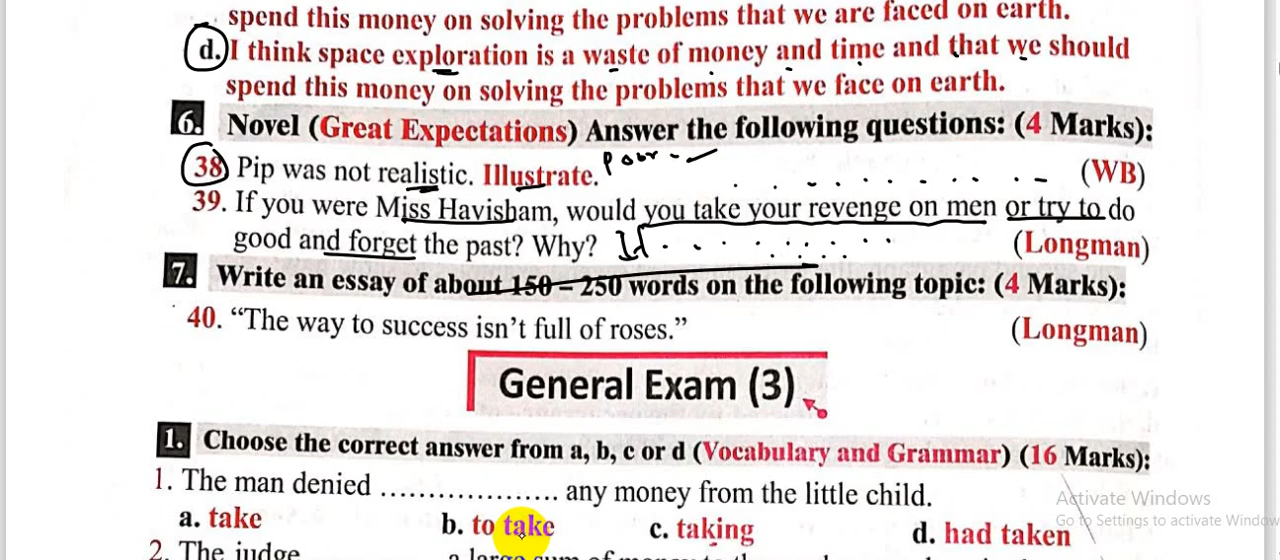 spend this money on solving the problems that we are faced on earth.
d. I think space exploration is a waste of money and time and that we should
spend this money on solving the problems that we face on earth.
6. Novel (Great Expectations) Answer the following questions: (4 Marks):
38 Pip was not realistic. Illustrate. Poor (WB)
39. If you were Miss Havisham, would you take your revenge on men or try to do
good and forget the past? Why? If (Longman)
7. Write an essay of about 150 – 250 words on the following topic: (4 Marks):
40. “The way to success isn’t full of roses.” (Longman)
General Exam (3)
1. Choose the correct answer from a, b, c or d (Vocabulary and Grammar) (16 Marks):
1. The man denied .................... any money from the little child.
a. take b. to take c. taking d. had taken
Activate Windows
Go to Settings to activate Window
2. The judge